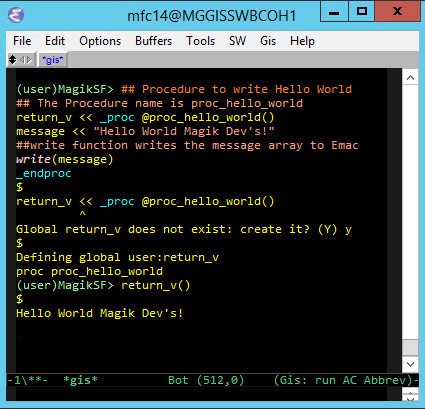 mfc14@MGGISSWBCOH1
File Edit Options Buffers Tools SW Gis Help
*gis*
(user)MagikSF> ## Procedure to write Hello World
## The Procedure name is proc_hello_world
return_v << _proc @proc_hello_world()
message << "Hello World Magik Dev's!"
##write function writes the message array to Emac
write(message)
_endproc
$
return_v << _proc @proc_hello_world()
^
Global return_v does not exist: create it? (Y) y
$
Defining global user:return_v
proc proc_hello_world
(user)MagikSF> return_v()
$
Hello World Magik Dev's!
-1\**- *gis* Bot (512,0) (Gis: run AC Abbrev)-